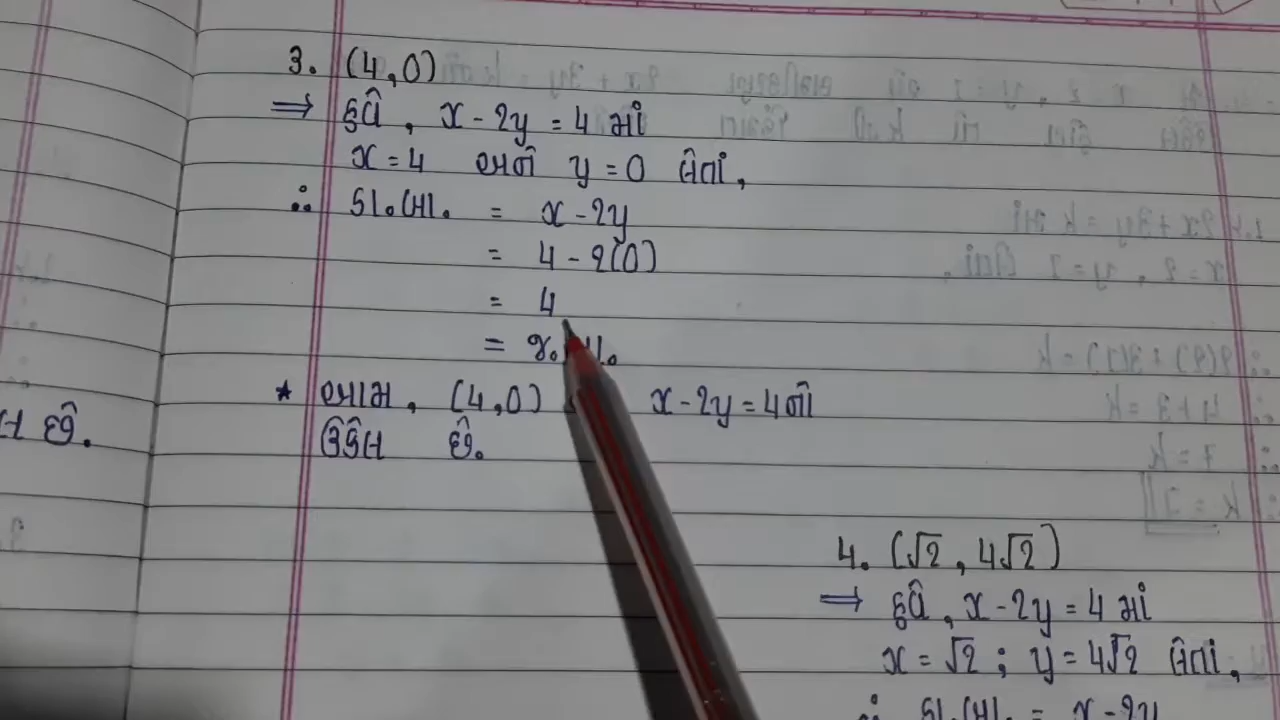 3. (4,0)
⇒ હવે, x - 2y = 4 માં
x = 4 અને y = 0 લેતાં,
∴ ડા.બા. = x - 2y
= 4 - 2(0)
= 4
= જ.બા.
* આમ, (4,0) x - 2y = 4નો
ઉકેલ છે.
છે.
4. (√2, 4√2)
⇒ હવે, x - 2y = 4 માં
x = √2 ; y = 4√2 લેતાં,
∴ ડા.બા. = x - 2y